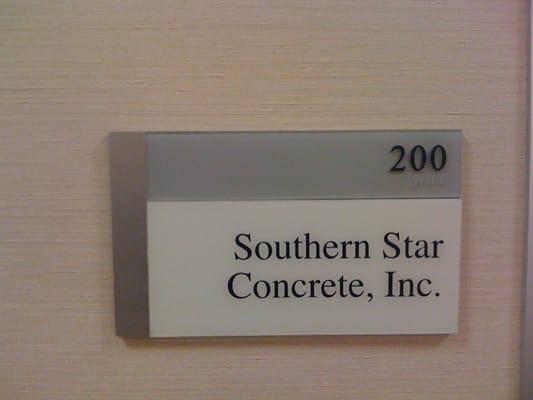 200
Southern Star
Concrete, Inc.